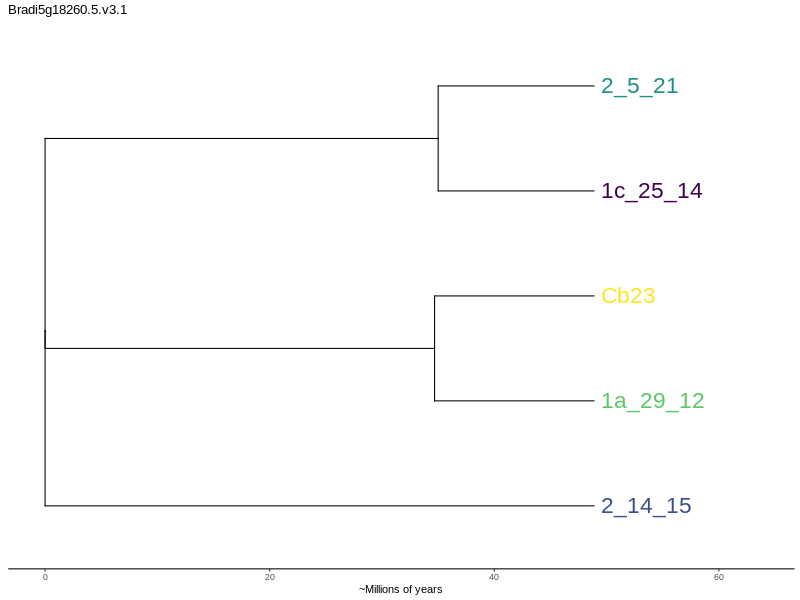 Bradi5g18260.5.v3.1
2_5_21
1c_25_14
Cb23
1a_29_12
2_14_15
0 20 40 60
~Millions of years